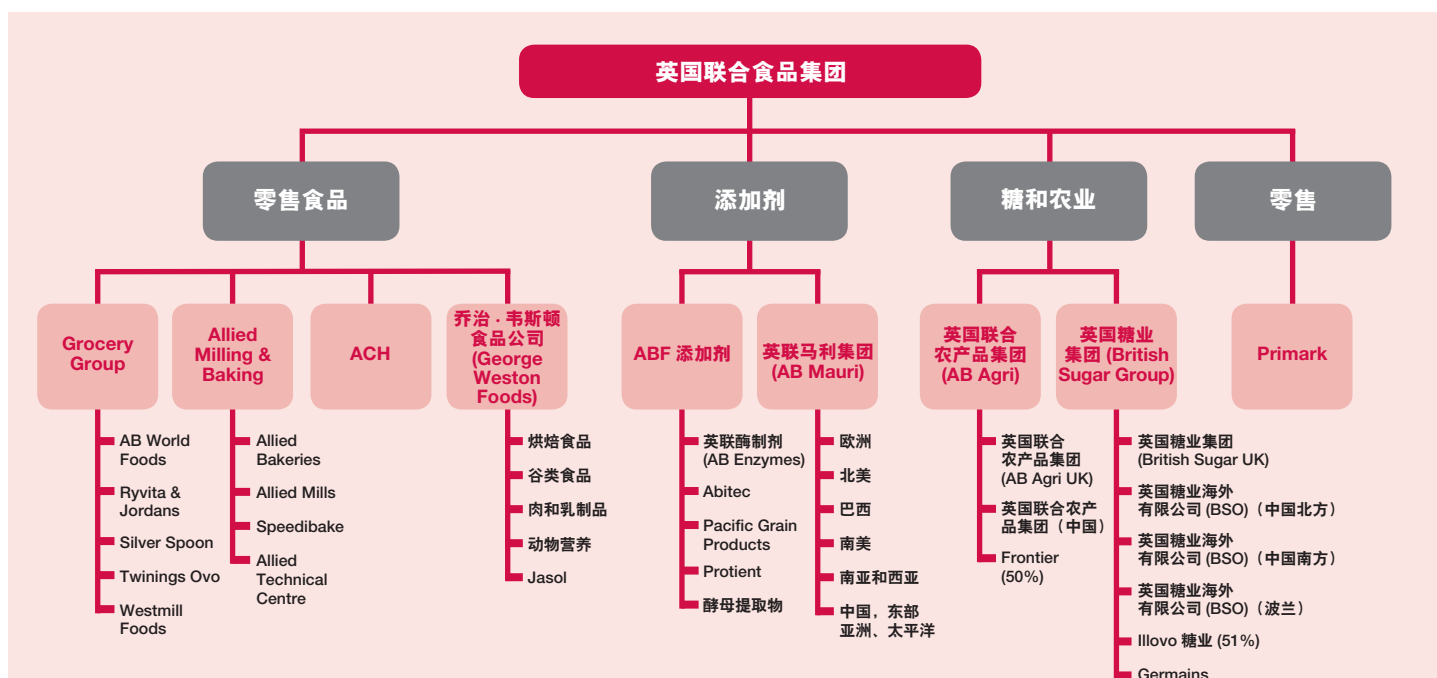 英国联合食品集团
零售食品
添加剂
糖和农业
零售
Grocery
Group
Allied
Milling &
Baking
ACH
乔治 · 韦斯顿
食品公司
(George
Weston
Foods)
ABF 添加剂
英联马利集团
(AB Mauri)
英国联合
农产品集团
(AB Agri)
英国糖业
集团 (British
Sugar Group)
Primark
AB World
Foods
Ryvita &
Jordans
Silver Spoon
Twinings Ovo
Westmill
Foods
Allied
Bakeries
Allied Mills
Speedibake
Allied
Technical
Centre
烘焙食品
谷类食品
肉和乳制品
动物营养
Jasol
英联酶制剂
(AB Enzymes)
Abitec
Pacific Grain
Products
Protient
酵母提取物
欧洲
北美
巴西
南美
南亚和西亚
中国，东部
亚洲、太平洋
英国联合
农产品集团
(AB Agri UK)
英国联合农产
品集团（中国）
Frontier
(50%)
英国糖业集团
(British Sugar UK)
英国糖业海外
有限公司 (BSO)（中国北方）
英国糖业海外
有限公司 (BSO)（中国南方）
英国糖业海外
有限公司 (BSO)（波兰）
Illovo 糖业 (51%)
Germains